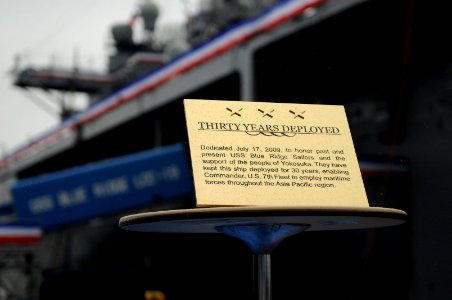 THIRTY YEARS DEPLOYED
Dedicated July 17, 2009, to honor past and
present USS Blue Ridge Sailors and the
support of the people of Yokosuka. They have
kept this ship deployed for 30 years, enabling
Commander, U.S. 7th Fleet to employ maritime
forces throughout the Asia Pacific region.
USS BLUE RIDGE